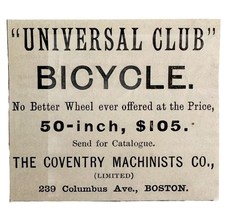 "UNIVERSAL CLUB"
BICYCLE.
No Better Wheel ever offered at the Price,
50-inch, $105.
Send for Catalogue.
THE COVENTRY MACHINISTS CO.,
(LIMITED)
239 Columbus Ave., BOSTON.